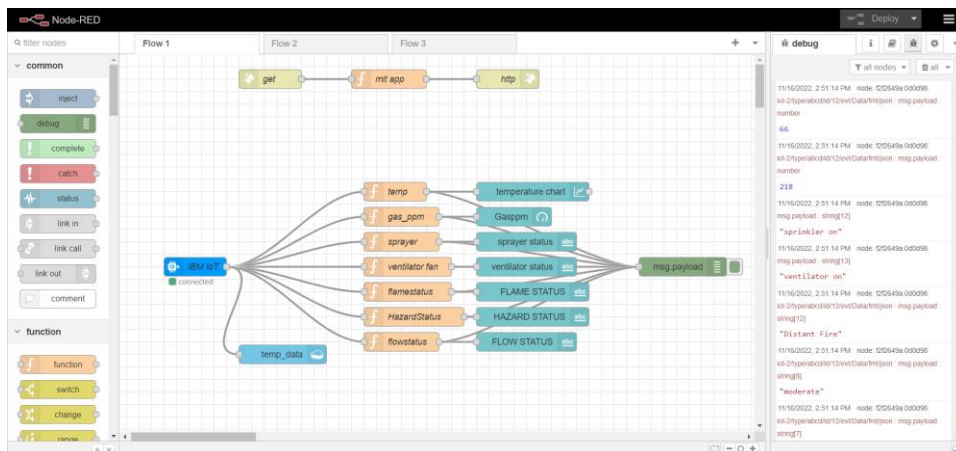 Node-RED
Deploy
filter nodes
Flow 1
Flow 2
Flow 3
debug
i
all nodes
all
common
inject
debug
complete
catch
status
link in
link call
link out
comment
function
function
switch
change
range
get
mit app
http
IBM IoT
connected
temp_data
temp
gas_ppm
sprayer
ventilator fan
flamestatus
HazardStatus
flowstatus
temperature chart
Gasppm
sprayer status
abc
ventilator status
abc
FLAME STATUS
abc
HAZARD STATUS
abc
FLOW STATUS
abc
msg.payload
11/16/2022, 2:51:14 PM node: f2f2649a.0d0d98
iot-2/type/abcd/id/12/evt/Data/fmt/json : msg.payload :
number
66
11/16/2022, 2:51:14 PM node: f2f2649a.0d0d98
iot-2/type/abcd/id/12/evt/Data/fmt/json : msg.payload :
number
218
11/16/2022, 2:51:14 PM node: f2f2649a.0d0d98
msg.payload : string[12]
"sprinkler on"
11/16/2022, 2:51:14 PM node: f2f2649a.0d0d98
msg.payload : string[13]
"ventilator on"
11/16/2022, 2:51:14 PM node: f2f2649a.0d0d98
iot-2/type/abcd/id/12/evt/Data/fmt/json : msg.payload :
string[12]
"Distant Fire"
11/16/2022, 2:51:14 PM node: f2f2649a.0d0d98
iot-2/type/abcd/id/12/evt/Data/fmt/json : msg.payload :
string[8]
"moderate"
11/16/2022, 2:51:14 PM node: f2f2649a.0d0d98
iot-2/type/abcd/id/12/evt/Data/fmt/json : msg.payload :
string[7]